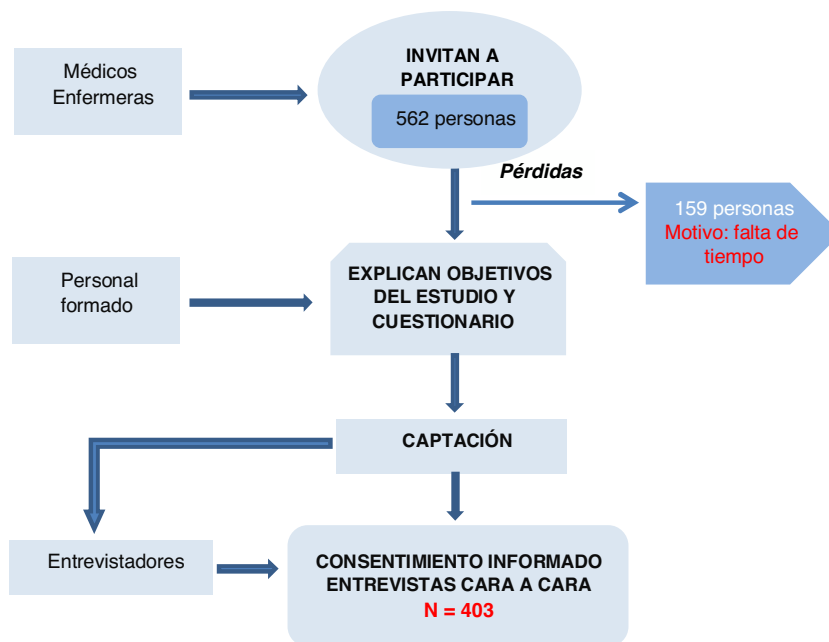 Médicos
Enfermeras
INVITAN A
PARTICIPAR
562 personas
Pérdidas
159 personas
Motivo: falta de
tiempo
Personal
formado
EXPLICAN OBJETIVOS
DEL ESTUDIO Y
CUESTIONARIO
CAPTACIÓN
Entrevistadores
CONSENTIMIENTO INFORMADO
ENTREVISTAS CARA A CARA
N = 403